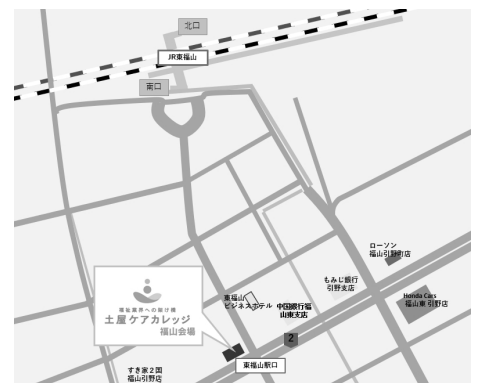 北口
JR東福山
南口
ローソン
福山引野町店
もみじ銀行
引野支店
Honda Cars
福山東 引野店
東福山
ビジネスホテル
中国銀行福
山東支店
福祉業界への架け橋
土屋ケアカレッジ
福山会場
2
東福山駅口
すき家２国
福山引野店